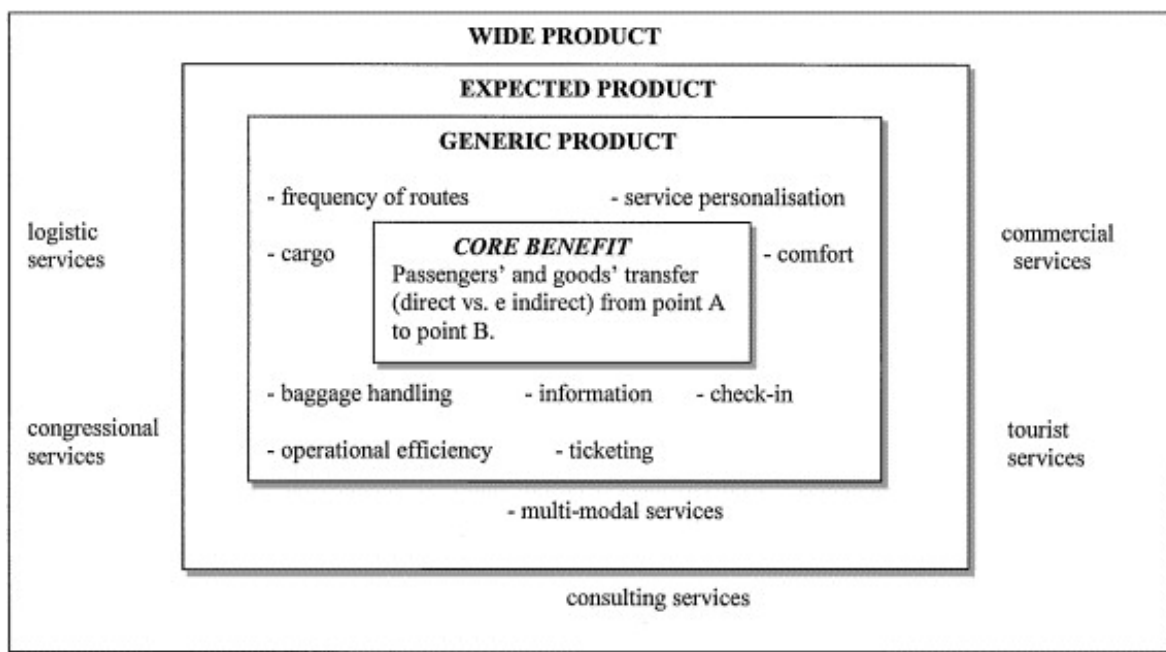 WIDE PRODUCT
EXPECTED PRODUCT
GENERIC PRODUCT
- frequency of routes
- service personalisation
logistic
services
- cargo
CORE BENEFIT
Passengers' and goods' transfer
(direct vs. e indirect) from point A
to point B.
- comfort
commercial
services
- baggage handling
- information
- check-in
congressional
services
- operational efficiency
- ticketing
tourist
services
- multi-modal services
consulting services